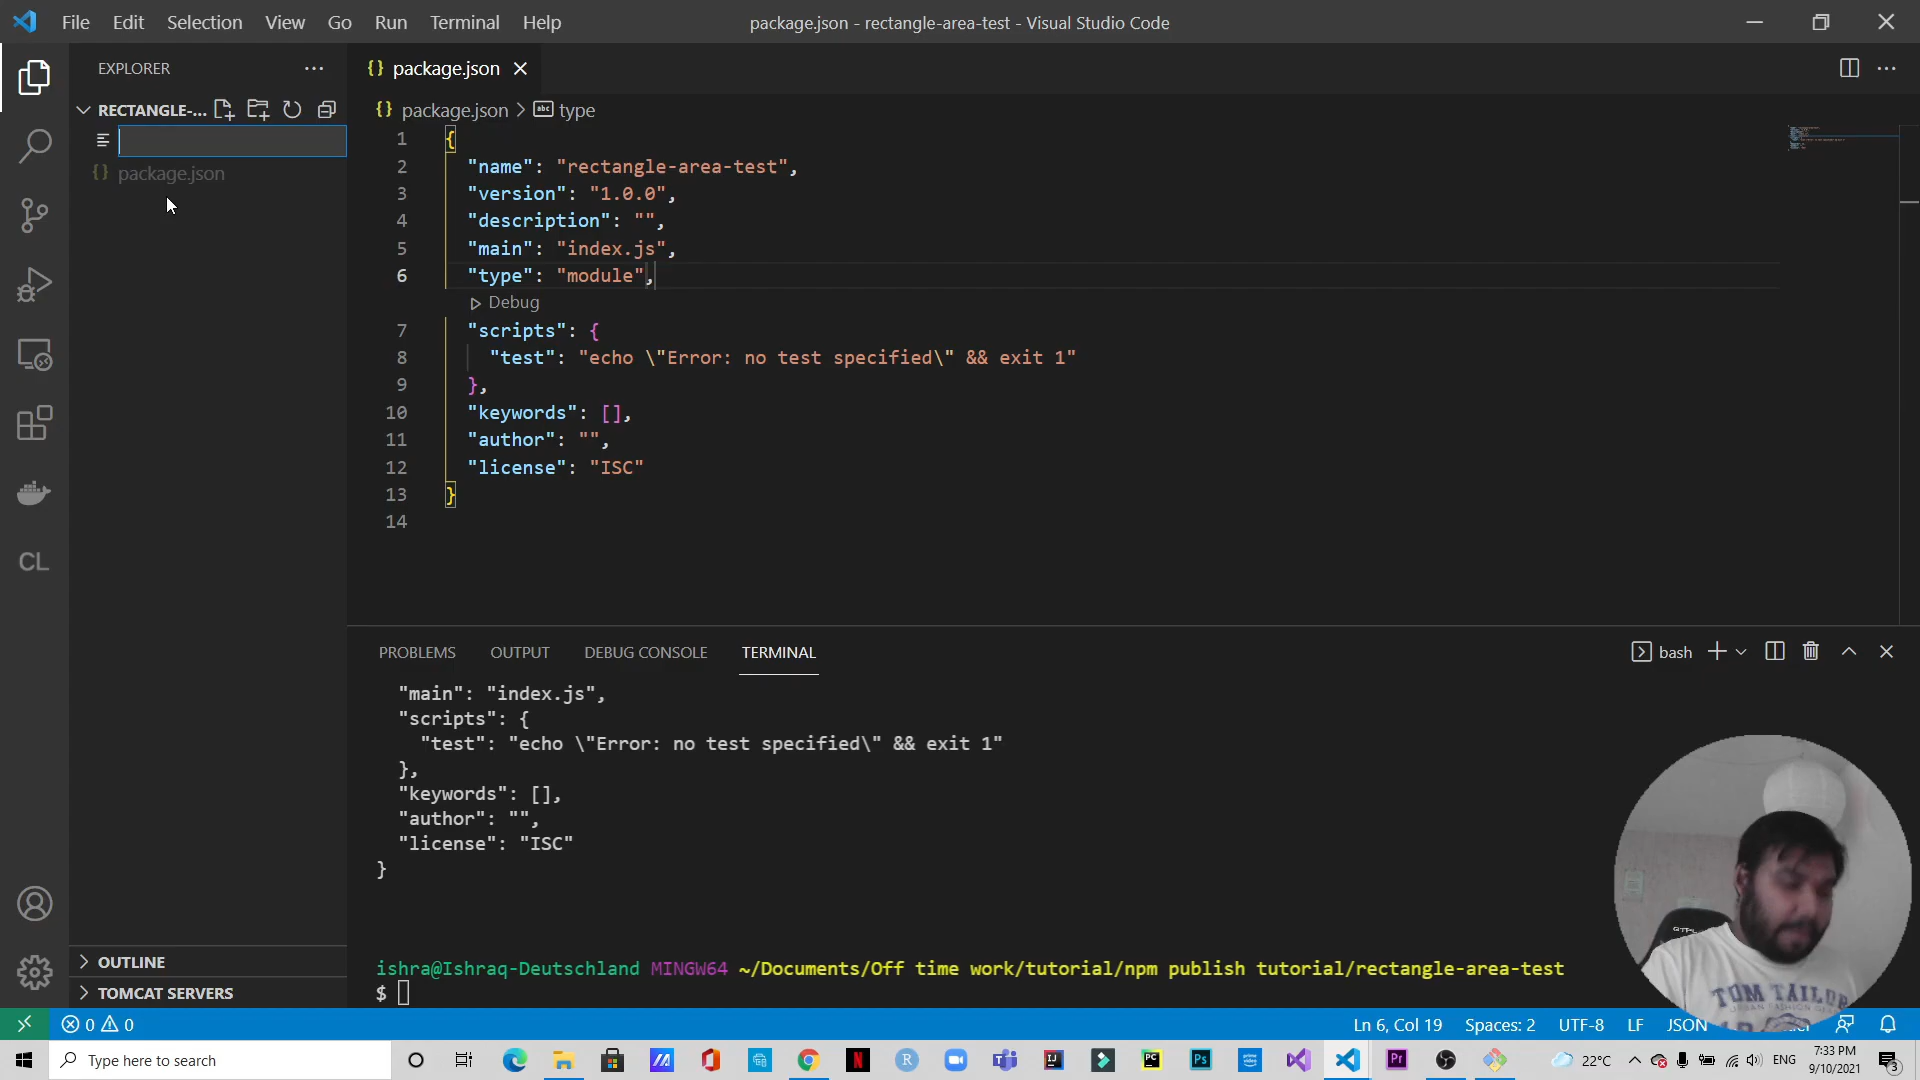 File Edit Selection View Go Run Terminal Help
package.json - rectangle-area-test - Visual Studio Code
EXPLORER
RECTANGLE-...
package.json
package.json
package.json > abc type
1 {
2 "name": "rectangle-area-test",
3 "version": "1.0.0",
4 "description": "",
5 "main": "index.js",
6 "type": "module",
Debug
7 "scripts": {
8 "test": "echo \"Error: no test specified\" && exit 1"
9 },
10 "keywords": [],
11 "author": "",
12 "license": "ISC"
13 }
14
CL
OUTLINE
TOMCAT SERVERS
PROBLEMS OUTPUT DEBUG CONSOLE TERMINAL
bash
"main": "index.js",
"scripts": {
"test": "echo \"Error: no test specified\" && exit 1"
},
"keywords": [],
"author": "",
"license": "ISC"
}
ishra@Ishraq-Deutschland MINGW64 ~/Documents/Off time work/tutorial/npm publish tutorial/rectangle-area-test
$
TOM TAILOR
0 0
Ln 6, Col 19 Spaces: 2 UTF-8 LF JSON
Type here to search
22°C ENG
7:33 PM
9/10/2021
3